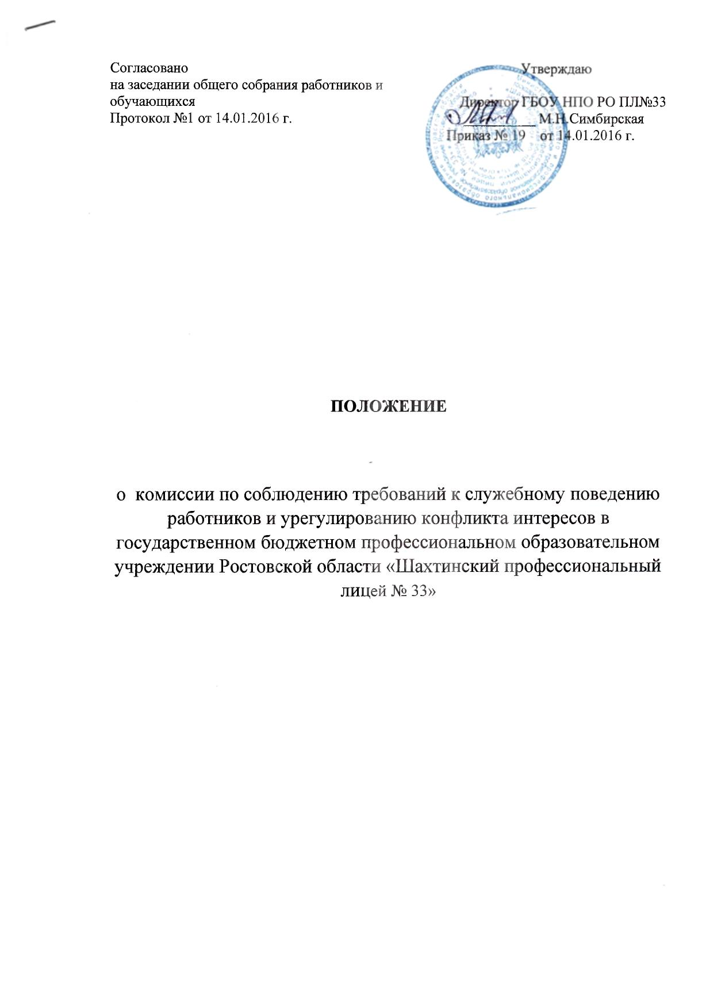 Согласовано
на заседании общего собрания работников и
обучающихся
Протокол №1 от 14.01.2016 г.
Утверждаю
Директор ГБОУ НПО РО ПЛ№33
__________ М.Н.Симбирская
Приказ № 19 от 14.01.2016 г.
ПОЛОЖЕНИЕ
о комиссии по соблюдению требований к служебному поведению
работников и урегулированию конфликта интересов в
государственном бюджетном профессиональном образовательном
учреждении Ростовской области «Шахтинский профессиональный
лицей № 33»